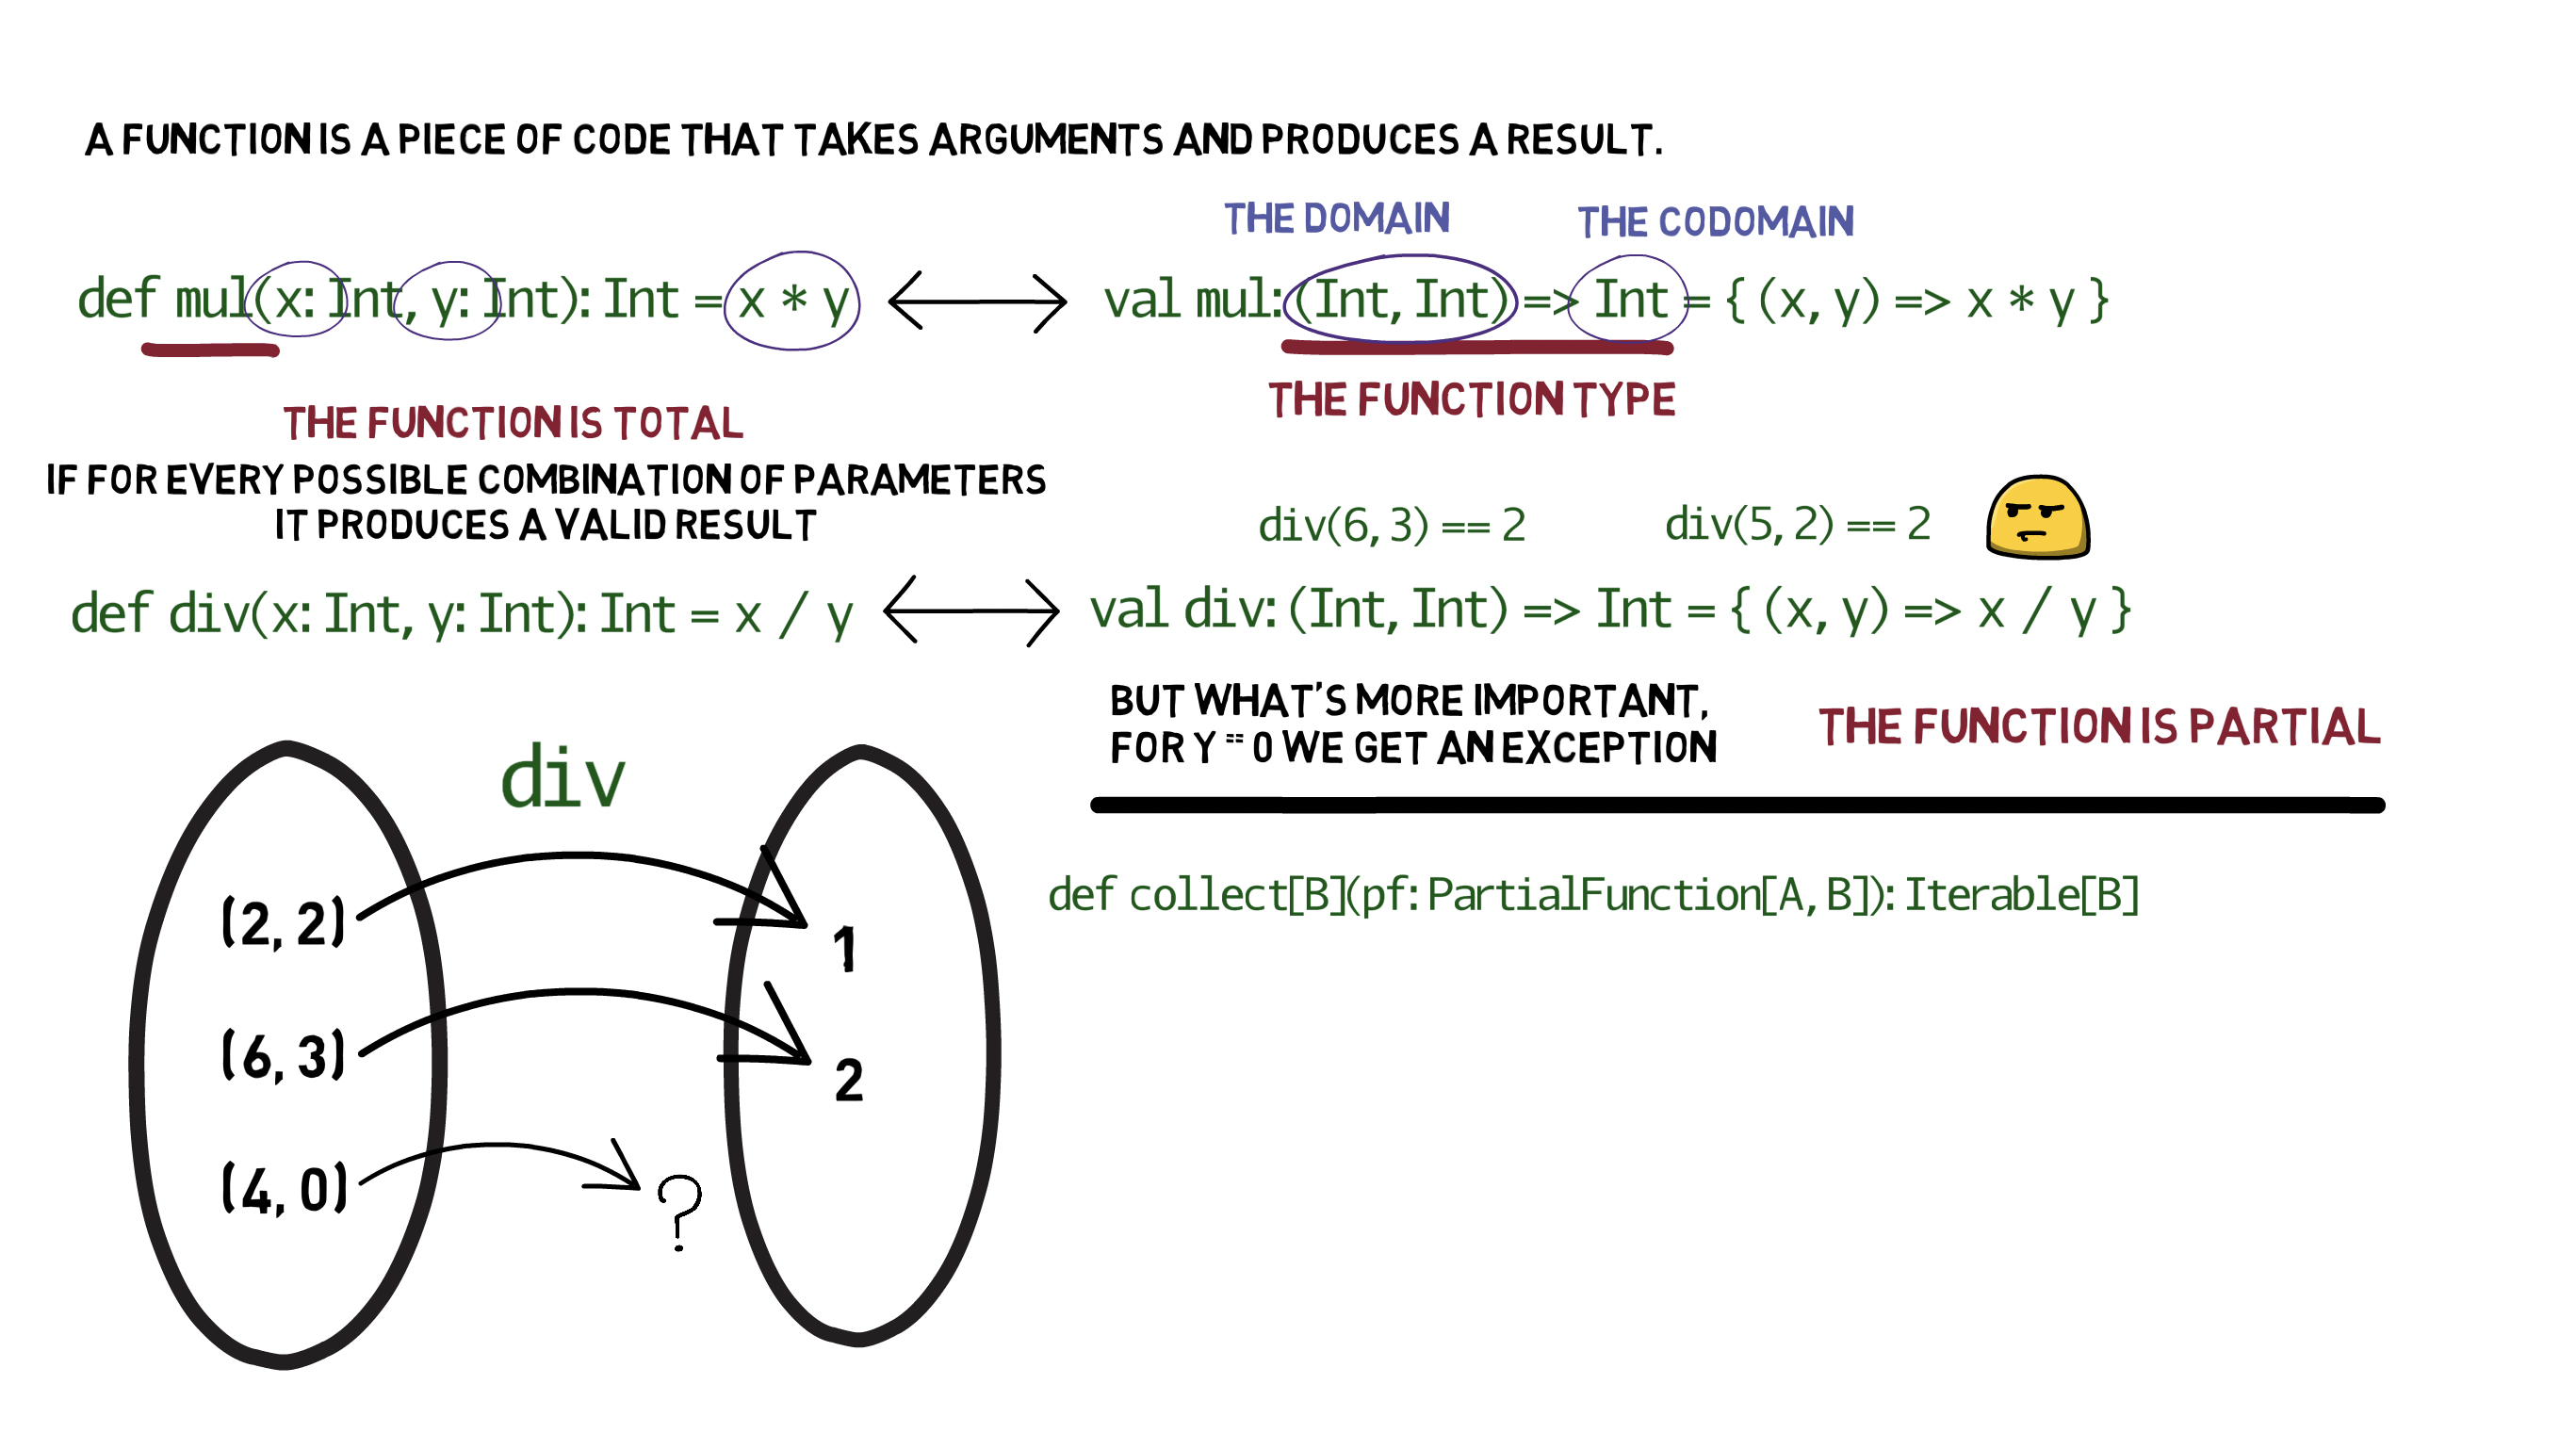 A FUNCTION IS A PIECE OF CODE THAT TAKES ARGUMENTS AND PRODUCES A RESULT.
THE DOMAIN
THE CODOMAIN
def mul(x: Int, y: Int): Int = x * y
val mul: (Int, Int) => Int = { (x, y) => x * y }
THE FUNCTION TYPE
THE FUNCTION IS TOTAL
IF FOR EVERY POSSIBLE COMBINATION OF PARAMETERS
IT PRODUCES A VALID RESULT
div(6, 3) == 2
div(5, 2) == 2
def div(x: Int, y: Int): Int = x / y
val div: (Int, Int) => Int = { (x, y) => x / y }
BUT WHAT'S MORE IMPORTANT,
FOR Y == 0 WE GET AN EXCEPTION
THE FUNCTION IS PARTIAL
div
(2, 2)
1
(6, 3)
2
(4, 0)
?
def collect[B](pf: PartialFunction[A, B]): Iterable[B]